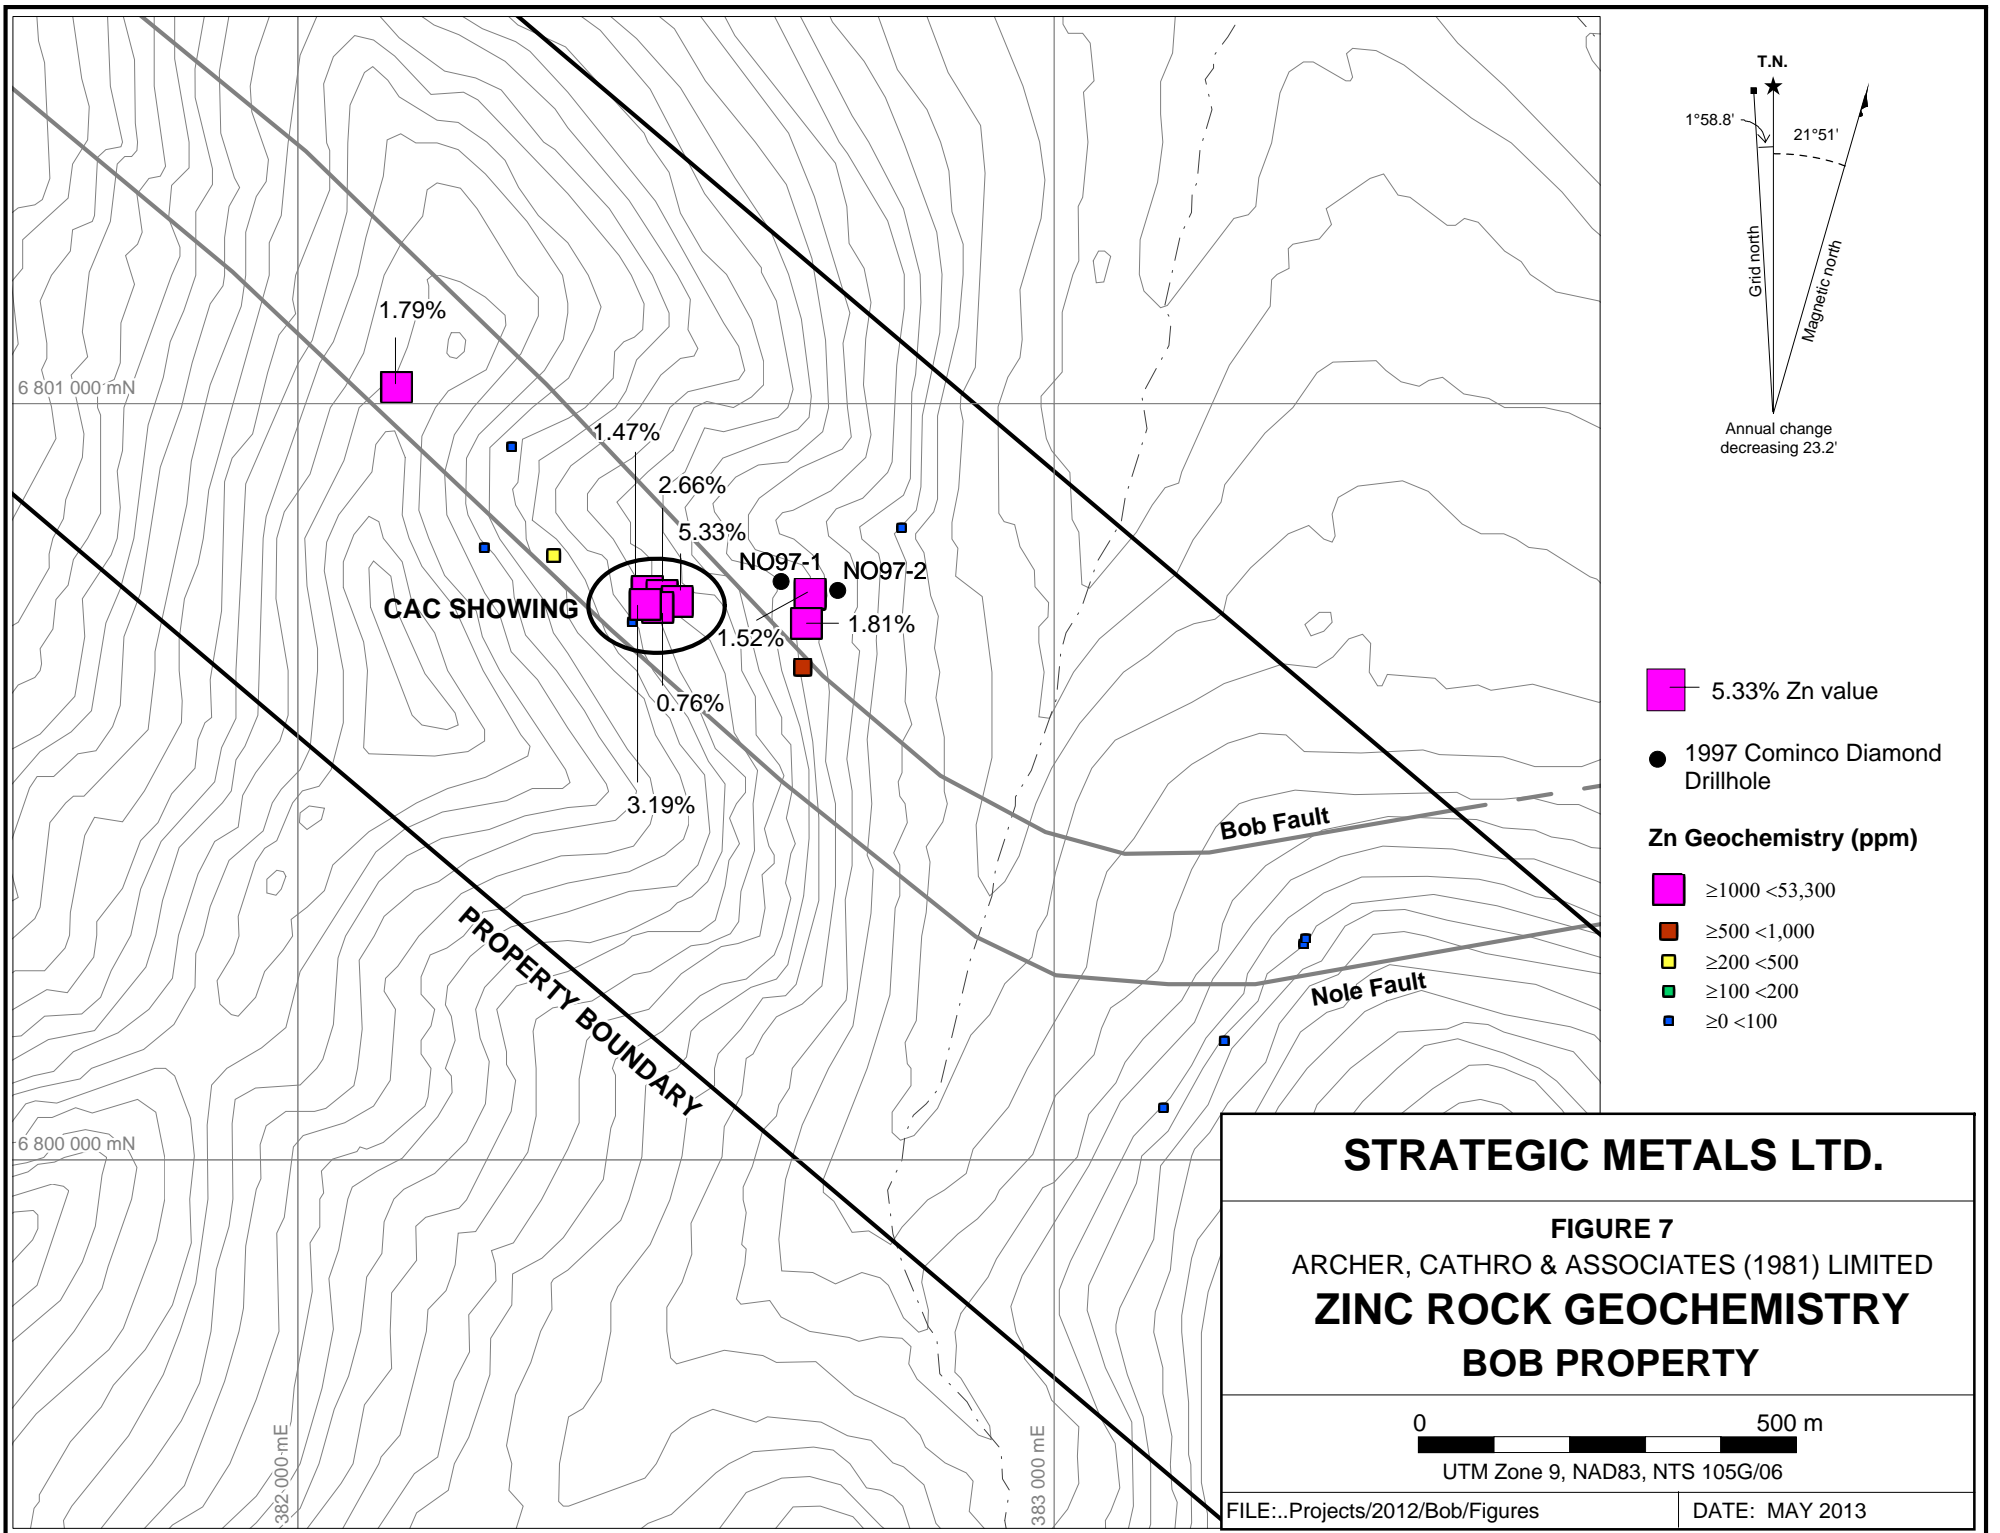 T.N.
1°58.8'
21°51'
Grid north
Magnetic north
Annual change
decreasing 23.2'
1.79%
6 801 000 mN
1.47%
2.66%
5.33%
NO97-1
NO97-2
CAC SHOWING
1.52%
1.81%
0.76%
3.19%
Bob Fault
Nole Fault
PROPERTY BOUNDARY
6 800 000 mN
382 000 mE
383 000 mE
5.33% Zn value
1997 Cominco Diamond
Drillhole
Zn Geochemistry (ppm)
≥1000 <53,300
≥500 <1,000
≥200 <500
≥100 <200
≥0 <100
STRATEGIC METALS LTD.
FIGURE 7
ARCHER, CATHRO & ASSOCIATES (1981) LIMITED
ZINC ROCK GEOCHEMISTRY
BOB PROPERTY
0 500 m
UTM Zone 9, NAD83, NTS 105G/06
FILE:..Projects/2012/Bob/Figures
DATE: MAY 2013